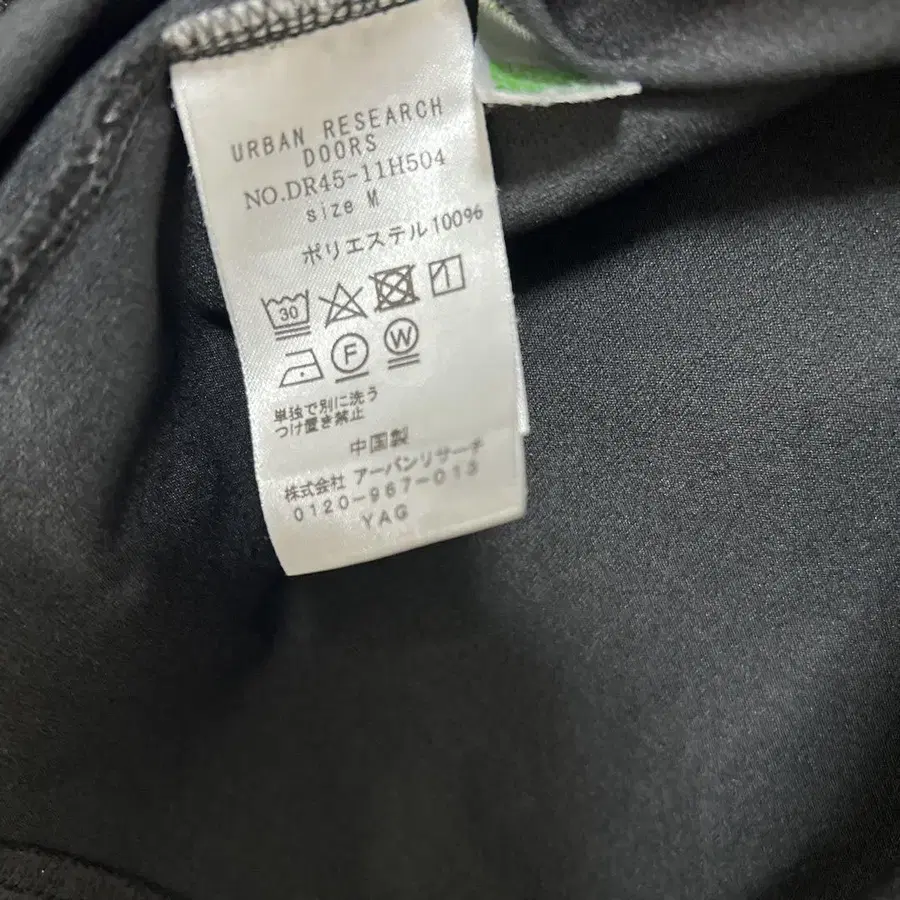 URBAN RESEARCH
DOORS
NO.DR45-11H504
size M
ポリエステル100%
30
F W
単独で別に洗う
つけ置き禁止
中国製
株式会社 アーバンリサーチ
0120-967-013
YAG